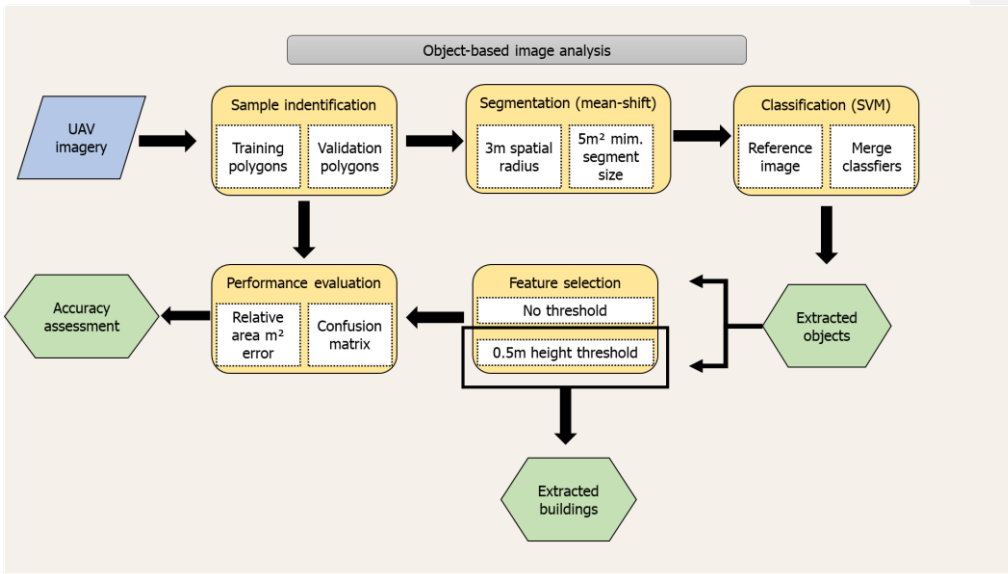 Object-based image analysis
UAV
imagery
Sample indentification
Training
polygons
Validation
polygons
Segmentation (mean-shift)
3m spatial
radius
5m² mim.
segment
size
Classification (SVM)
Reference
image
Merge
classfiers
Accuracy
assessment
Performance evaluation
Relative
area m²
error
Confusion
matrix
Feature selection
No threshold
0.5m height threshold
Extracted
objects
Extracted
buildings